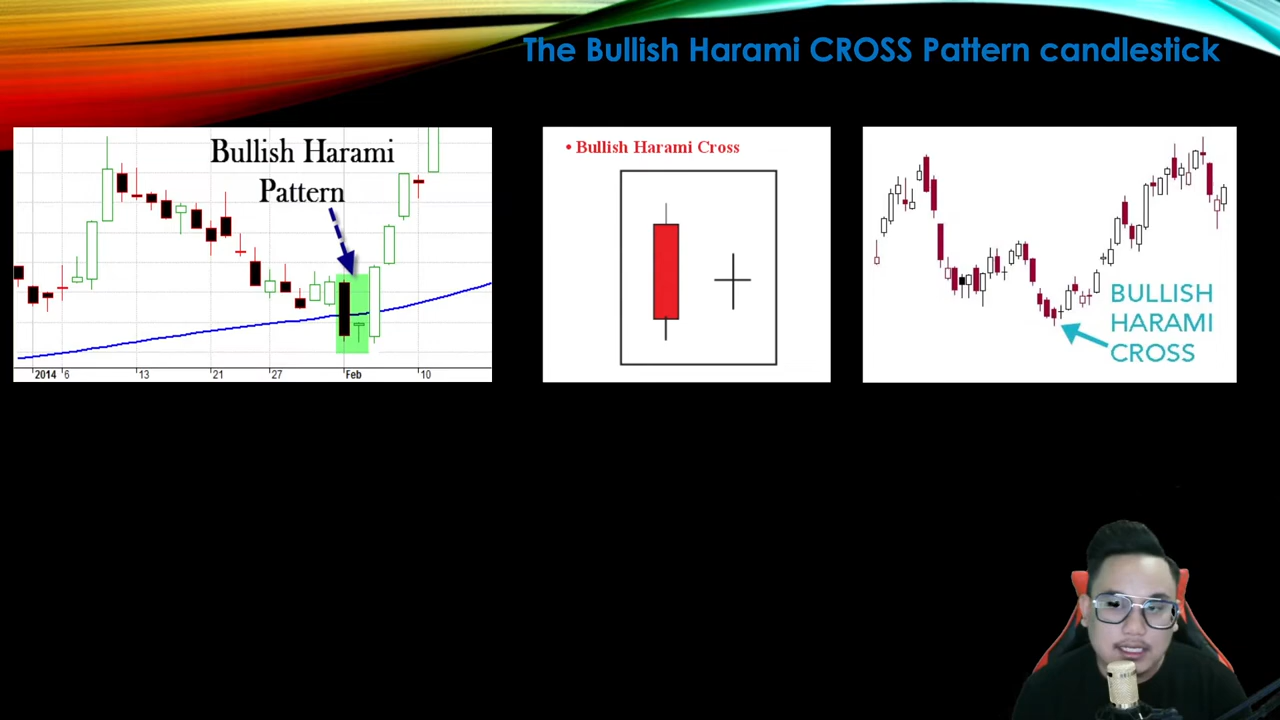 The Bullish Harami CROSS Pattern candlestick
Bullish Harami
Pattern
2014 6 13 21 27 Feb 10
• Bullish Harami Cross
BULLISH
HARAMI
CROSS